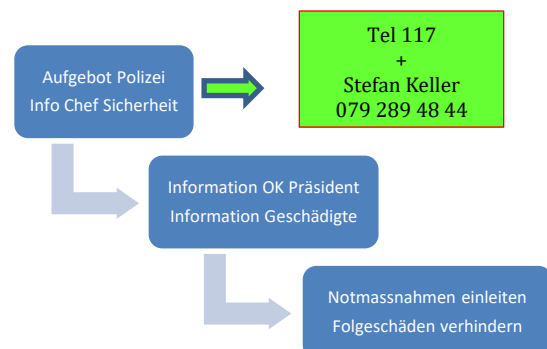 Aufgebot Polizei
Info Chef Sicherheit
Tel 117
+
Stefan Keller
079 289 48 44
Information OK Präsident
Information Geschädigte
Notmassnahmen einleiten
Folgeschäden verhindern